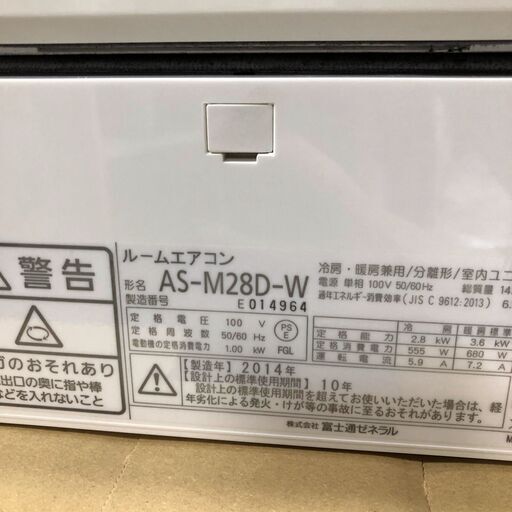 ルームエアコン
形名 AS-M28D-W
製造番号 E014964
冷房・暖房兼用/分離形/室内ユニ
電源 単相 100V 50/60Hz 総質量 14.
通年エネルギー消費効率(JIS C 9612:2013) 6.
警告
ガのおそれあり
出口の奥に指や棒
などを入れないこと
定格電圧 100 V
定格周波数 50/60 Hz
電動機の定格消費電力 1.00 kW
PS E
FGL
冷房 暖房標準
定格能力 2.8 kW 3.6 kW
定格消費電力 555 W 680 W
運転電流 5.9 A 7.2 A
【製造年】2014年
【設計上の標準使用期間】10年
設計上の標準使用期間を超えてお使いいただいた場合は、経
年劣化による発火・けが等の事故に至るおそれがあります。
株式会社 富士通ゼネラル
M